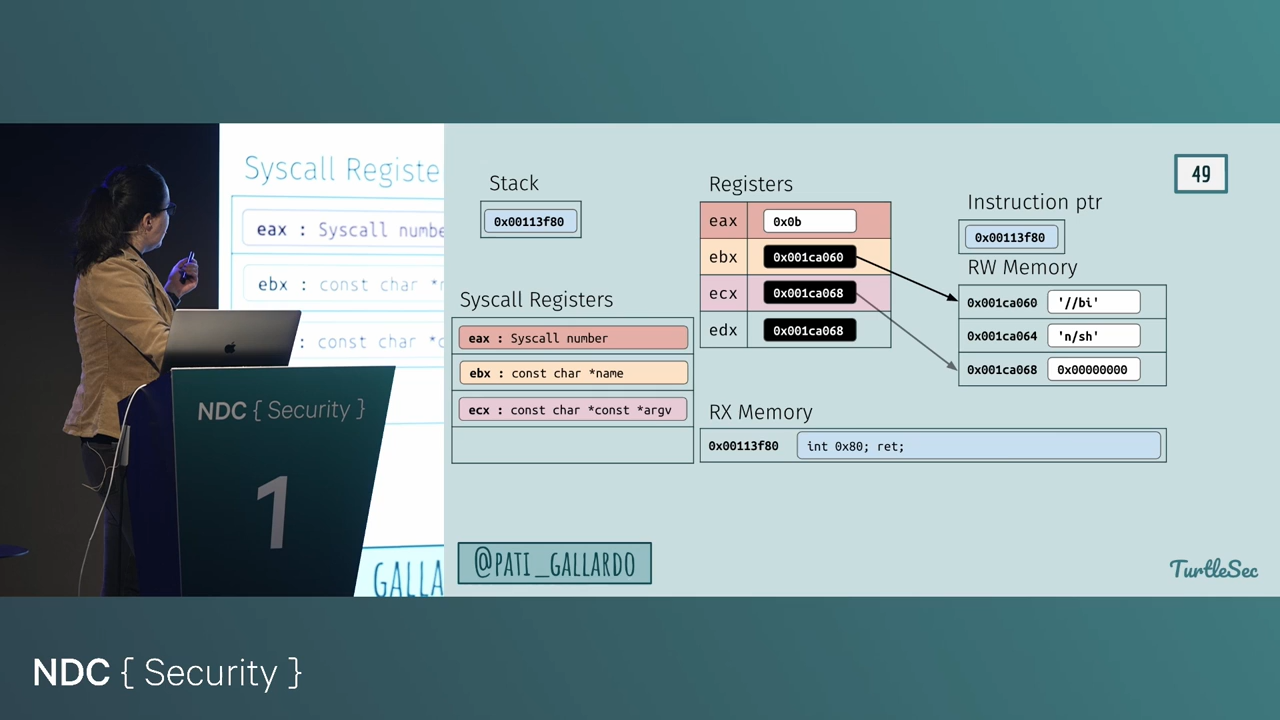 Syscall Registe
eax : Syscall numbe
ebx : const char *n
: const char *c
GALLA
NDC { Security }
1
49
Stack
0x00113f80
Syscall Registers
eax : Syscall number
ebx : const char *name
ecx : const char *const *argv
Registers
eax 0x0b
ebx 0x001ca060
ecx 0x001ca068
edx 0x001ca068
Instruction ptr
0x00113f80
RW Memory
0x001ca060 '//bi'
0x001ca064 'n/sh'
0x001ca068 0x00000000
RX Memory
0x00113f80 int 0x80; ret;
@PATI_GALLARDO
TurtleSec
NDC { Security }